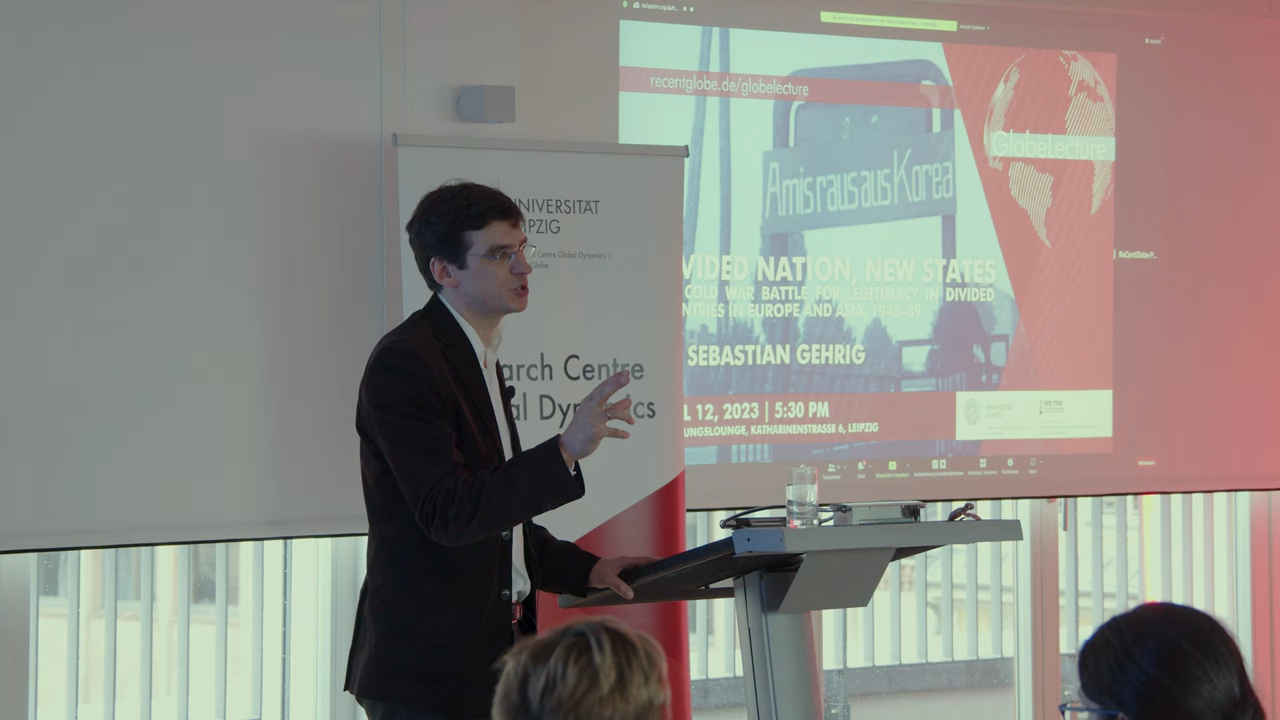 recentglobe.de/globelecture
GlobeLecture
Amis raus aus Korea
UNIVERSITÄT
IPZIG
Centre Global Dynamics |
Globe
VIDED NATION, NEW STATES
COLD WAR BATTLE FOR LEGITIMACY IN DIVIDED
NTRIES IN EUROPE AND ASIA, 1945-89
SEBASTIAN GEHRIG
arch Centre
al Dynamics
L 12, 2023 | 5:30 PM
UNGSLOUNGE, KATHARINENSTRASSE 6, LEIPZIG